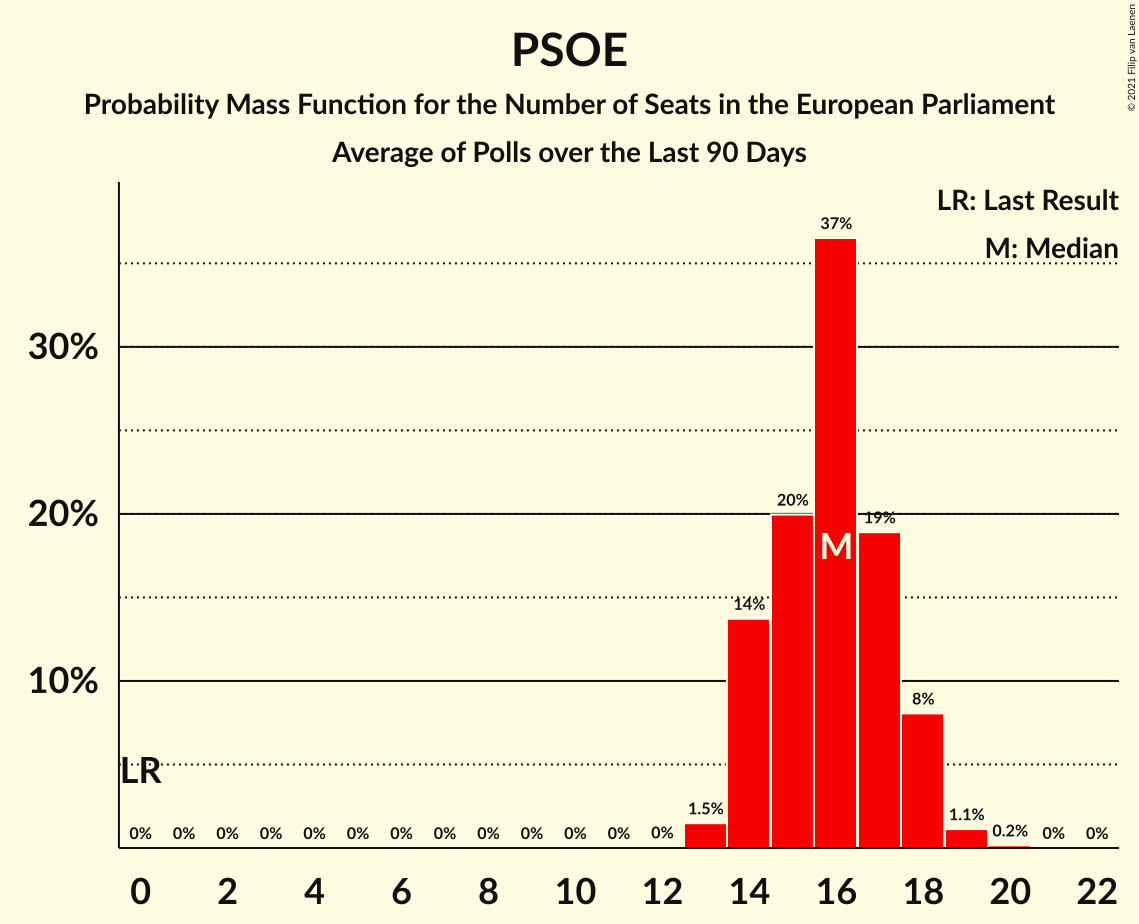 PSOE
Probability Mass Function for the Number of Seats in the European Parliament
Average of Polls over the Last 90 Days
© 2021 Filip van Laenen
LR: Last Result
M: Median
37%
30%
20%
20%
19%
M
14%
10%
8%
LR
1.5%
1.1%
0% 0% 0% 0% 0% 0% 0% 0% 0% 0% 0% 0% 0% 0.2% 0% 0%
0 2 4 6 8 10 12 14 16 18 20 22